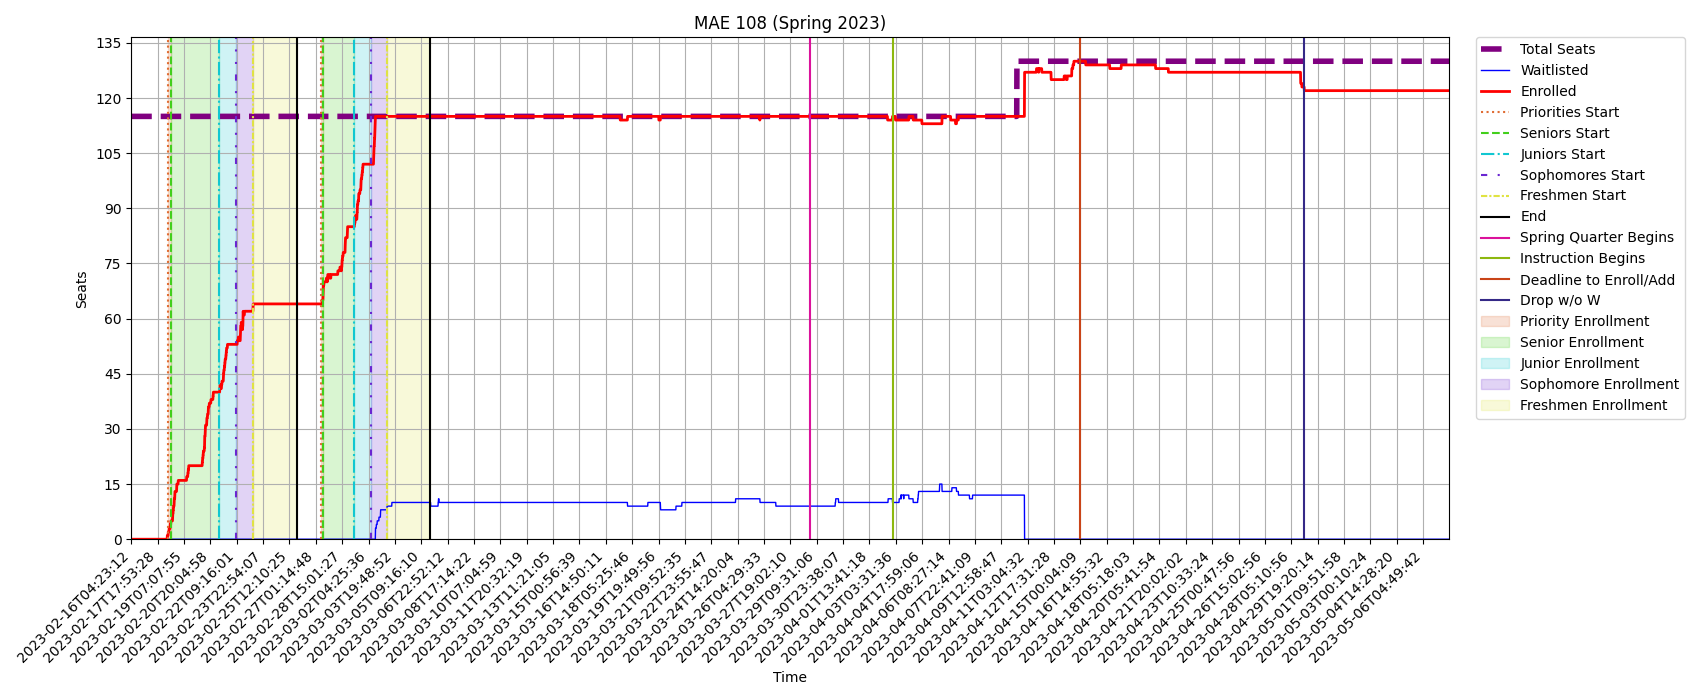 MAE 108 (Spring 2023)
135
120
105
90
75
60
45
30
15
0
Seats
2023-02-16T04:23:12
2023-02-17T17:53:28
2023-02-19T07:07:55
2023-02-20T20:04:58
2023-02-22T09:16:01
2023-02-23T22:54:07
2023-02-25T12:10:25
2023-02-27T01:14:48
2023-02-28T15:01:27
2023-03-02T04:25:36
2023-03-03T19:48:52
2023-03-05T09:16:10
2023-03-06T22:52:12
2023-03-08T17:14:22
2023-03-10T07:04:59
2023-03-11T20:32:19
2023-03-13T11:21:05
2023-03-15T00:56:39
2023-03-16T14:50:11
2023-03-18T05:25:46
2023-03-19T19:49:56
2023-03-21T09:52:35
2023-03-22T23:55:47
2023-03-24T14:20:04
2023-03-26T04:29:33
2023-03-27T19:02:10
2023-03-29T09:31:06
2023-03-30T23:38:07
2023-04-01T13:41:18
2023-04-03T03:31:36
2023-04-04T17:59:06
2023-04-06T08:27:14
2023-04-07T22:41:09
2023-04-09T12:58:47
2023-04-11T03:04:32
2023-04-12T17:31:28
2023-04-15T00:04:09
2023-04-16T14:55:32
2023-04-18T05:18:03
2023-04-20T05:41:54
2023-04-21T20:02:02
2023-04-23T10:33:24
2023-04-25T00:47:56
2023-04-26T15:02:56
2023-04-28T05:10:56
2023-04-29T19:20:14
2023-05-01T09:51:58
2023-05-03T00:10:24
2023-05-04T14:28:20
2023-05-06T04:49:42
Time
Total Seats
Waitlisted
Enrolled
Priorities Start
Seniors Start
Juniors Start
Sophomores Start
Freshmen Start
End
Spring Quarter Begins
Instruction Begins
Deadline to Enroll/Add
Drop w/o W
Priority Enrollment
Senior Enrollment
Junior Enrollment
Sophomore Enrollment
Freshmen Enrollment